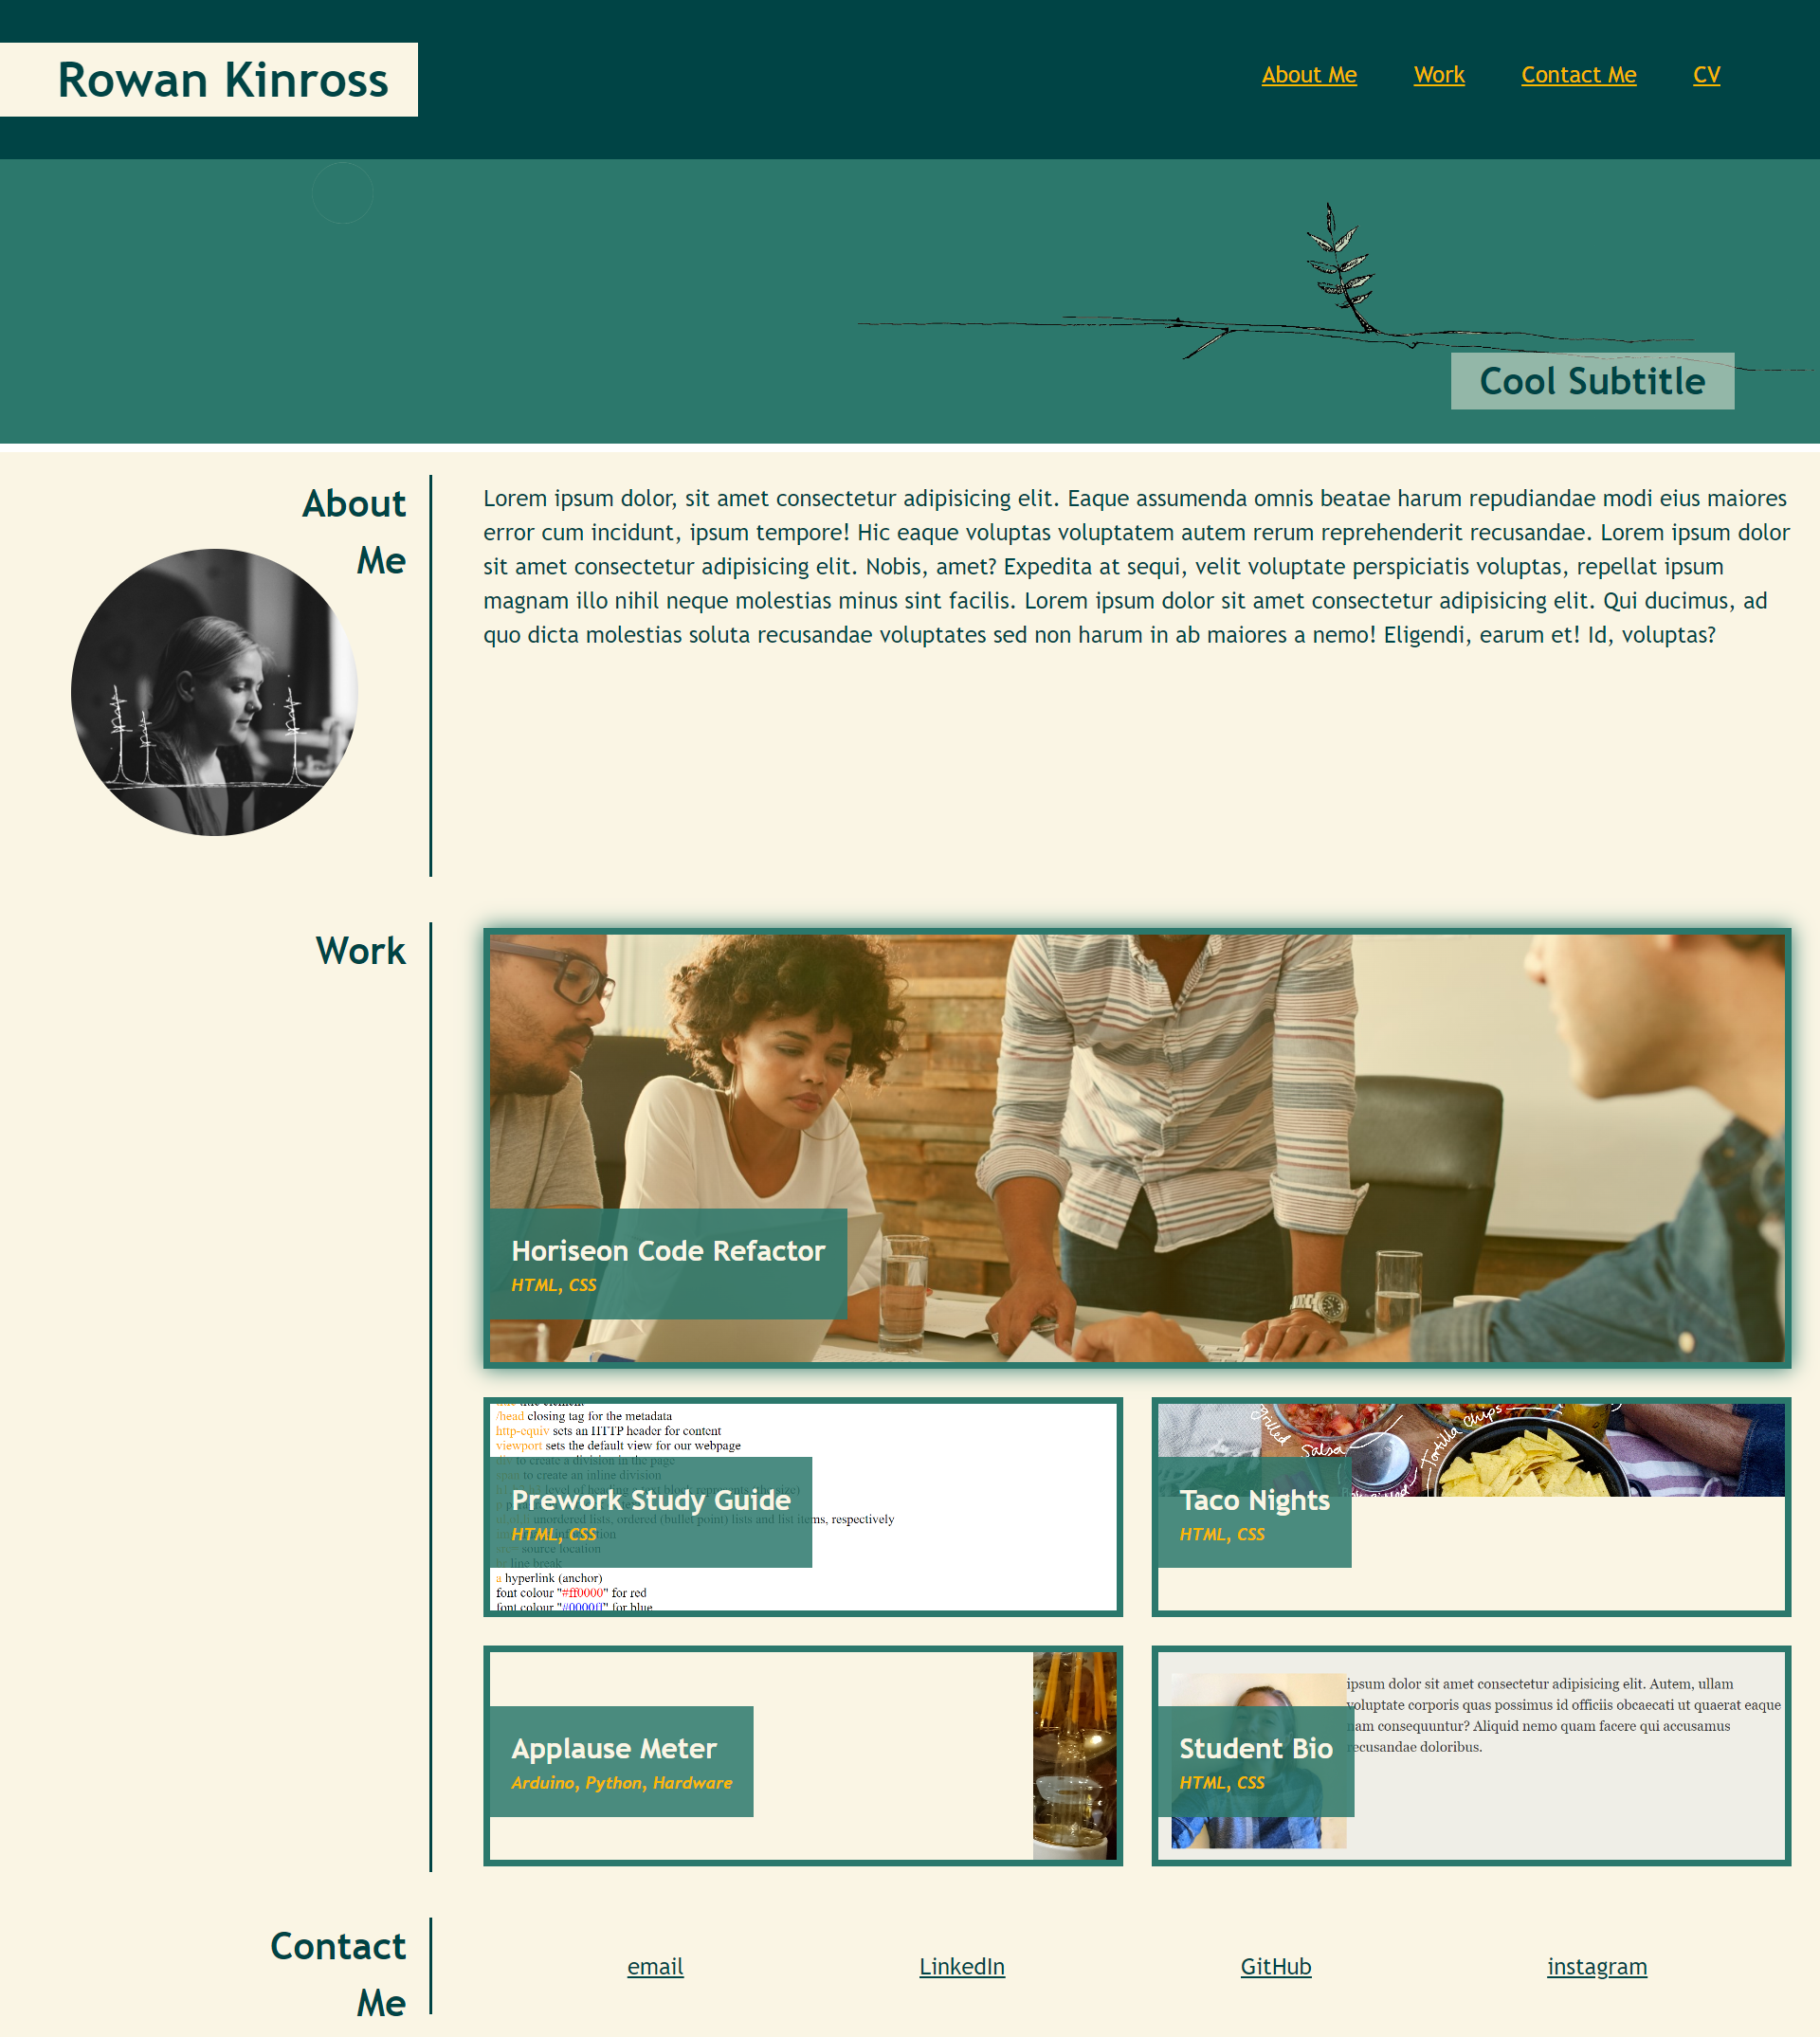 Rowan Kinross
About Me
Work
Contact Me
CV
Cool Subtitle
About
Me
Lorem ipsum dolor, sit amet consectetur adipisicing elit. Eaque assumenda omnis beatae harum repudiandae modi eius maiores
error cum incidunt, ipsum tempore! Hic eaque voluptas voluptatem autem rerum reprehenderit recusandae. Lorem ipsum dolor
sit amet consectetur adipisicing elit. Nobis, amet? Expedita at sequi, velit voluptate perspiciatis voluptas, repellat ipsum
magnam illo nihil neque molestias minus sint facilis. Lorem ipsum dolor sit amet consectetur adipisicing elit. Qui ducimus, ad
quo dicta molestias soluta recusandae voluptates sed non harum in ab maiores a nemo! Eligendi, earum et! Id, voluptas?
Work
Horiseon Code Refactor
HTML, CSS
/head closing tag for the metadata
http-equiv sets an HTTP header for content
viewport sets the default view for our webpage
div to create a division in the page
span to create an inline division
level of heading
Prework Study Guide
unordered lists, ordered (bullet point) lists and list items, respectively
HTML, CSS
source location
br line break
a hyperlink (anchor)
font colour "#ff0000" for red
font colour "#0000ff" for blue
grilled
Salsa
Tortilla Chips
Taco Nights
HTML, CSS
Applause Meter
Arduino, Python, Hardware
ipsum dolor sit amet consectetur adipisicing elit. Autem, ullam
voluptate corporis quas possimus id officiis obcaecati ut quaerat eaque
nam consequuntur? Aliquid nemo quam facere qui accusamus
recusandae doloribus.
Student Bio
HTML, CSS
Contact
Me
email
LinkedIn
GitHub
instagram